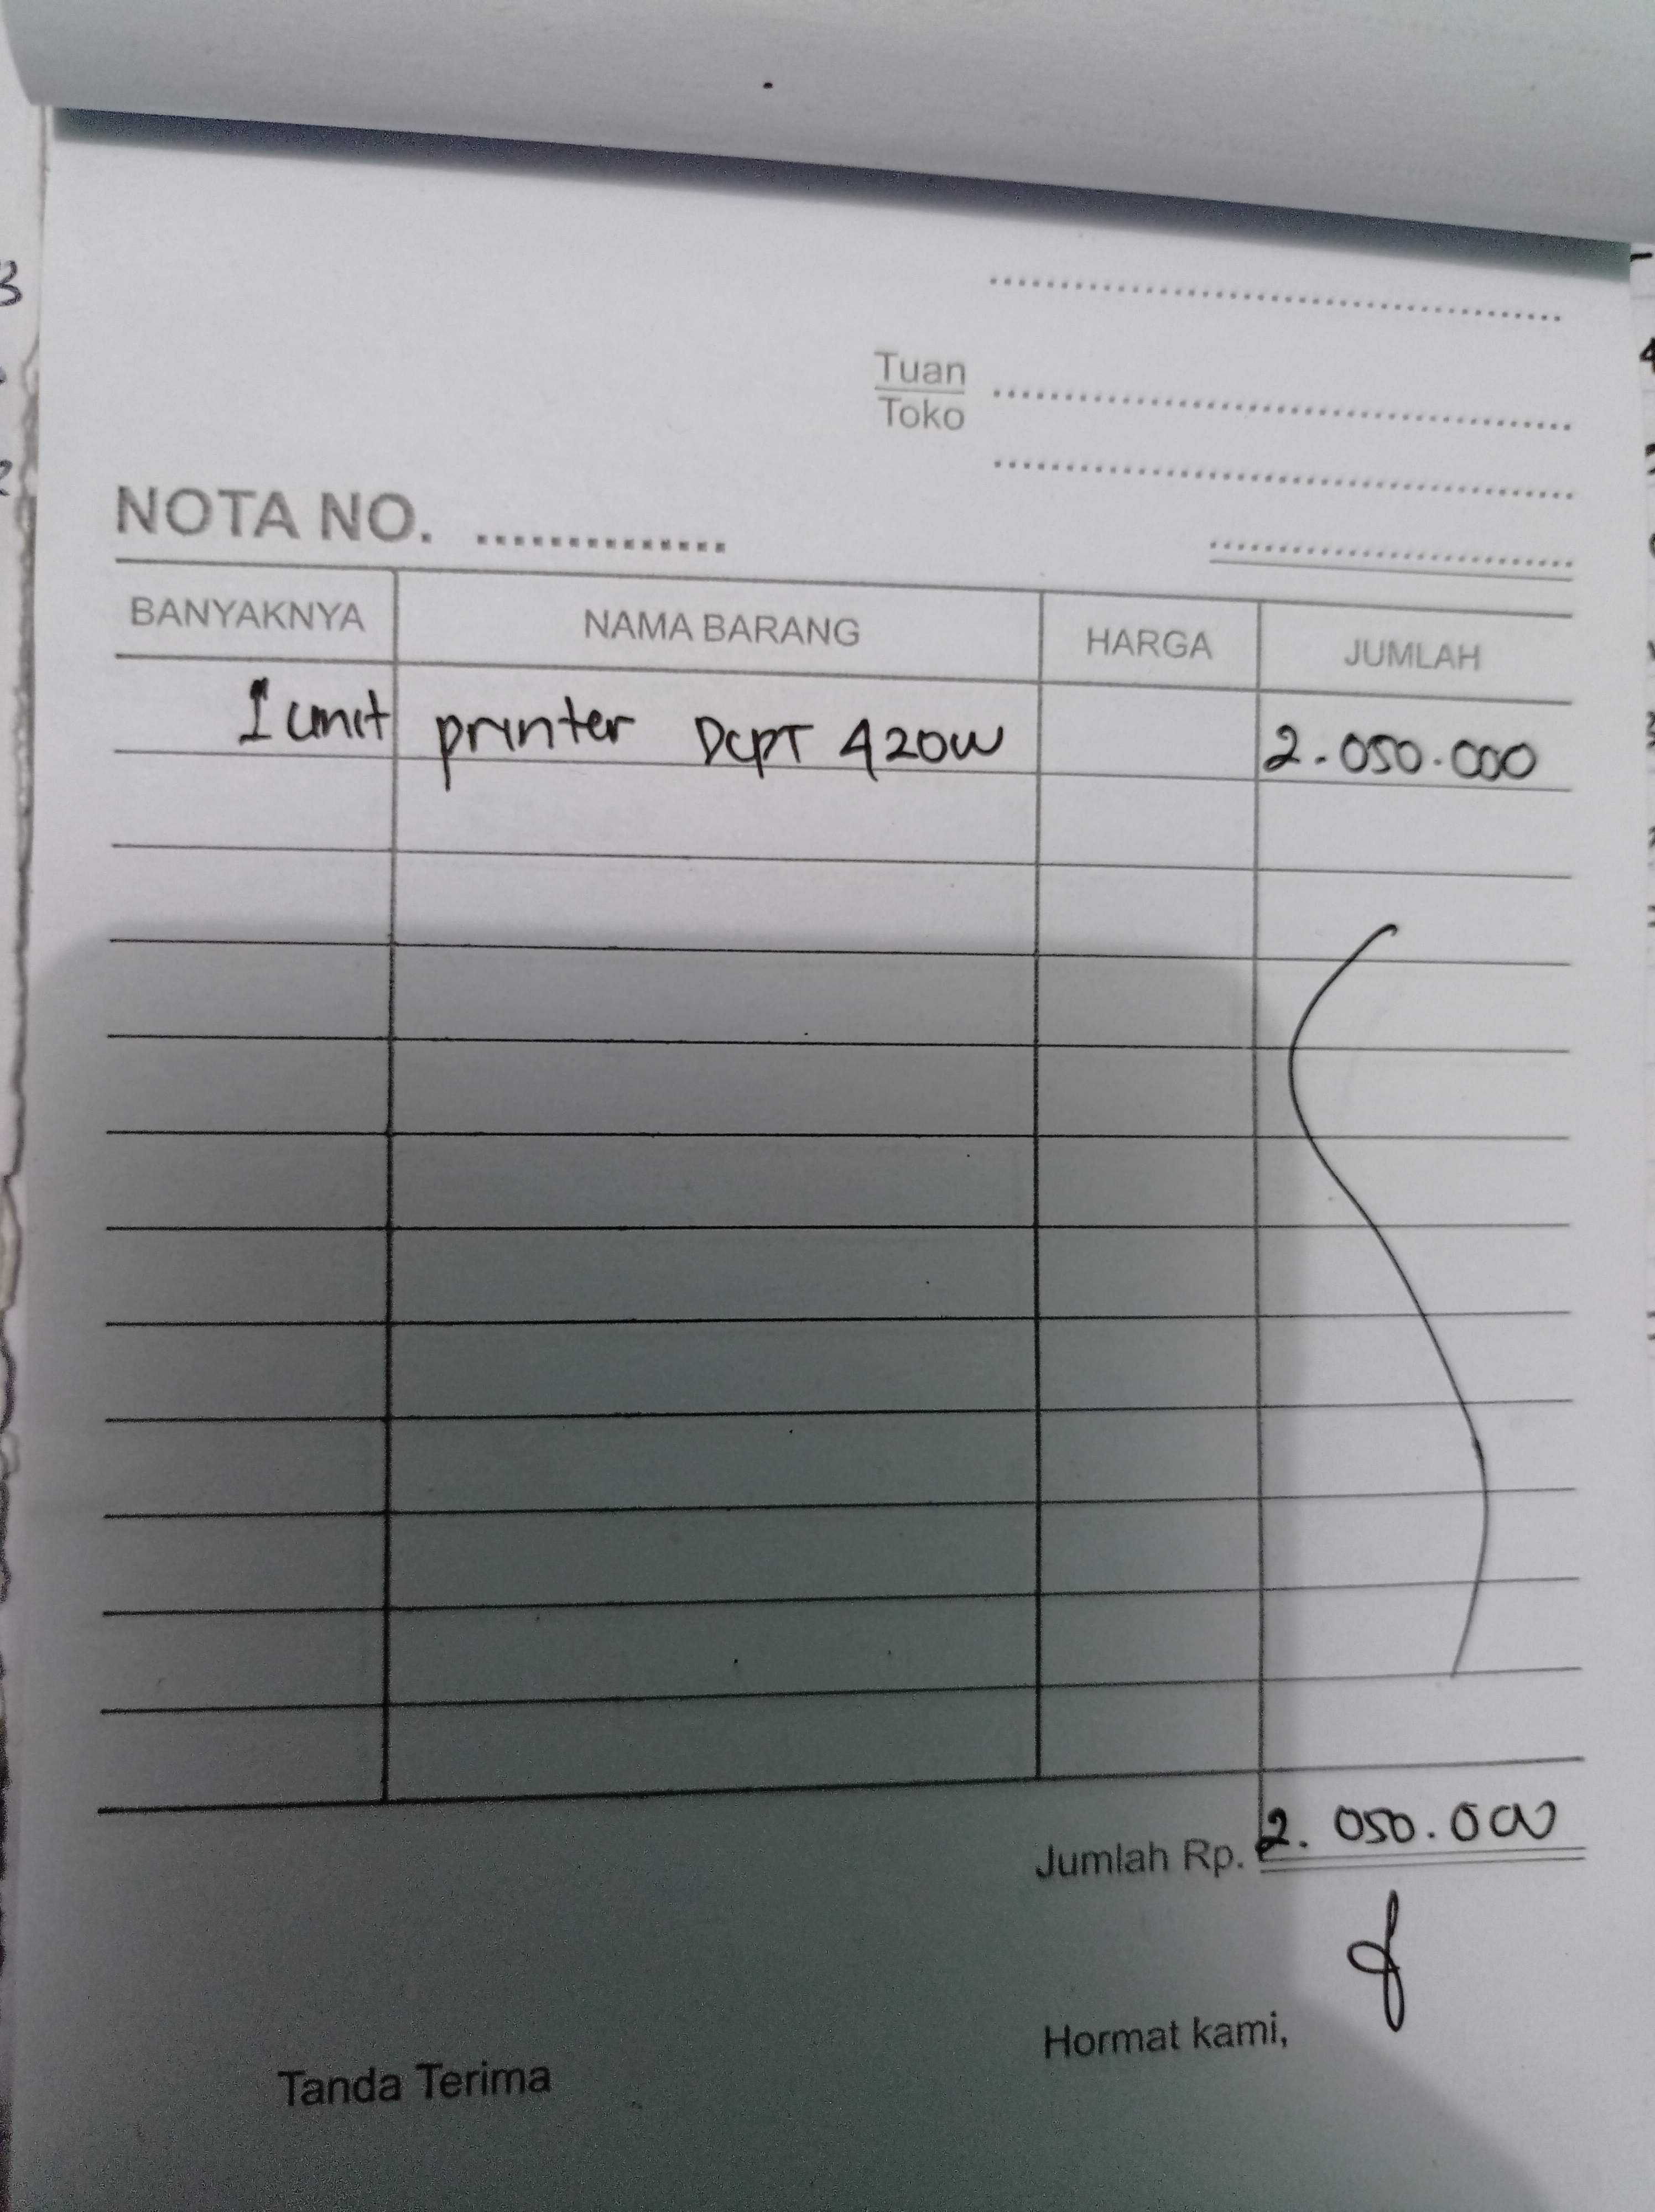 Tuan
Toko
NOTA NO. ...............
BANYAKNYA NAMA BARANG HARGA JUMLAH
1 unit printer DCPT 420W 2.050.000
Jumlah Rp. 2.050.000
Hormat kami,
Tanda Terima